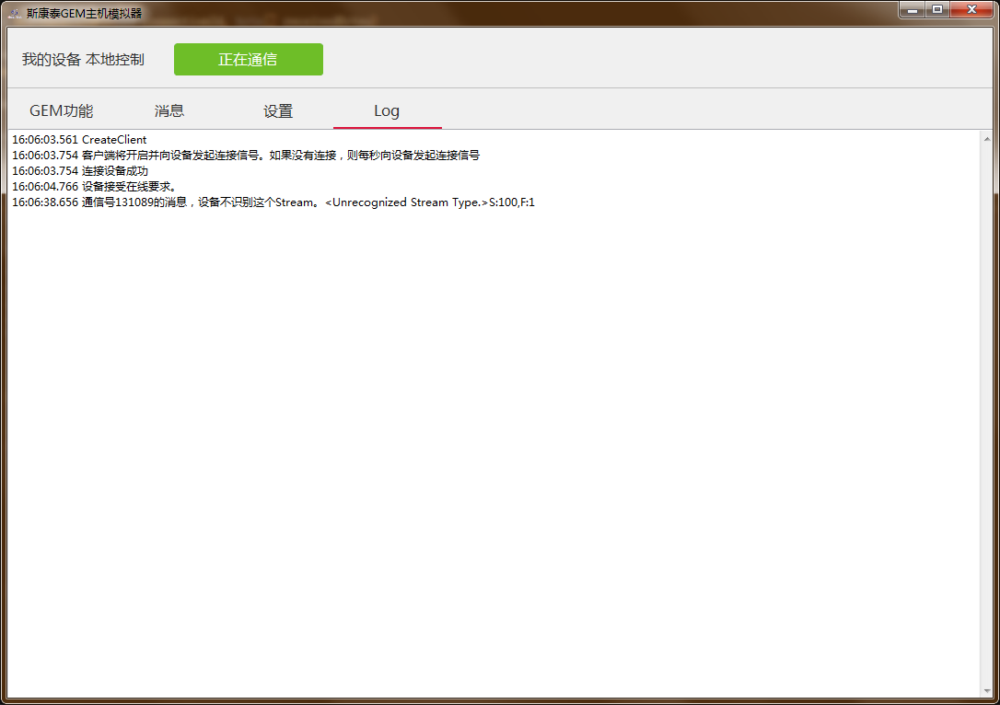 斯康泰GEM主机模拟器
我的设备 本地控制
正在通信
GEM功能 消息 设置 Log
16:06:03.561 CreateClient
16:06:03.754 客户端将开启并向设备发起连接信号。如果没有连接，则每秒向设备发起连接信号
16:06:03.754 连接设备成功
16:06:04.766 设备接受在线要求。
16:06:38.656 通信号131089的消息，设备不识别这个Stream。<Unrecognized Stream Type.>S:100,F:1